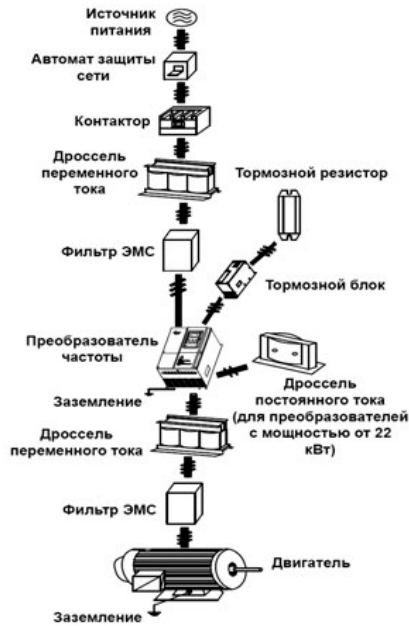 Источник
питания
Автомат защиты
сети
Контактор
Дроссель
переменного
тока
Тормозной резистор
Фильтр ЭМС
Тормозной блок
Преобразователь
частоты
Заземление
Дроссель
постоянного тока
(для преобразователей
с мощностью от 22
кВт)
Дроссель
переменного тока
Фильтр ЭМС
Двигатель
Заземление